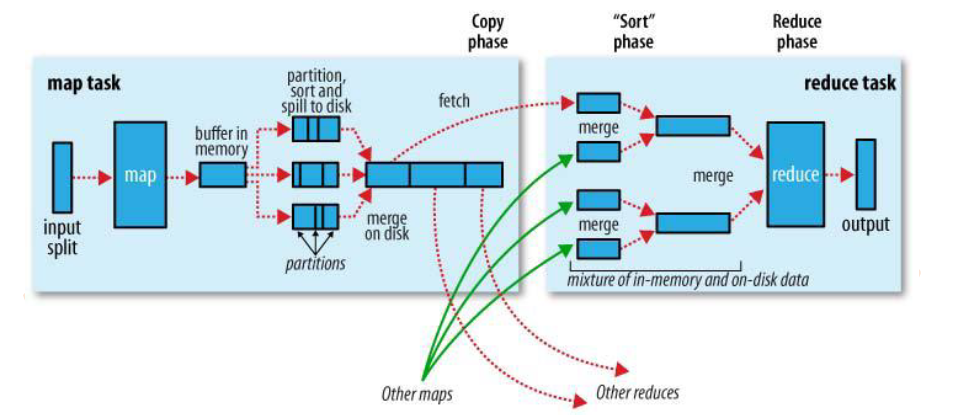 Copy
phase
“Sort”
phase
Reduce
phase
map task
partition,
sort and
spill to disk
fetch
reduce task
buffer in
memory
merge
map
merge
reduce
input
split
merge
on disk
merge
output
partitions
mixture of in-memory and on-disk data
Other maps
Other reduces